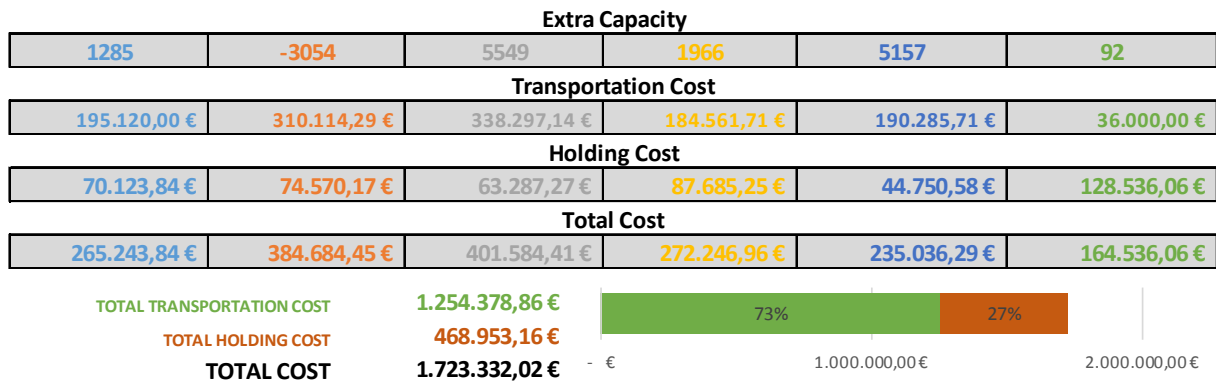 Extra Capacity
1285 -3054 5549 1966 5157 92
Transportation Cost
195.120,00 € 310.114,29 € 338.297,14 € 184.561,71 € 190.285,71 € 36.000,00 €
Holding Cost
70.123,84 € 74.570,17 € 63.287,27 € 87.685,25 € 44.750,58 € 128.536,06 €
Total Cost
265.243,84 € 384.684,45 € 401.584,41 € 272.246,96 € 235.036,29 € 164.536,06 €
TOTAL TRANSPORTATION COST 1.254.378,86 €
73% 27%
TOTAL HOLDING COST 468.953,16 €
TOTAL COST 1.723.332,02 €
- € 1.000.000,00 € 2.000.000,00 €